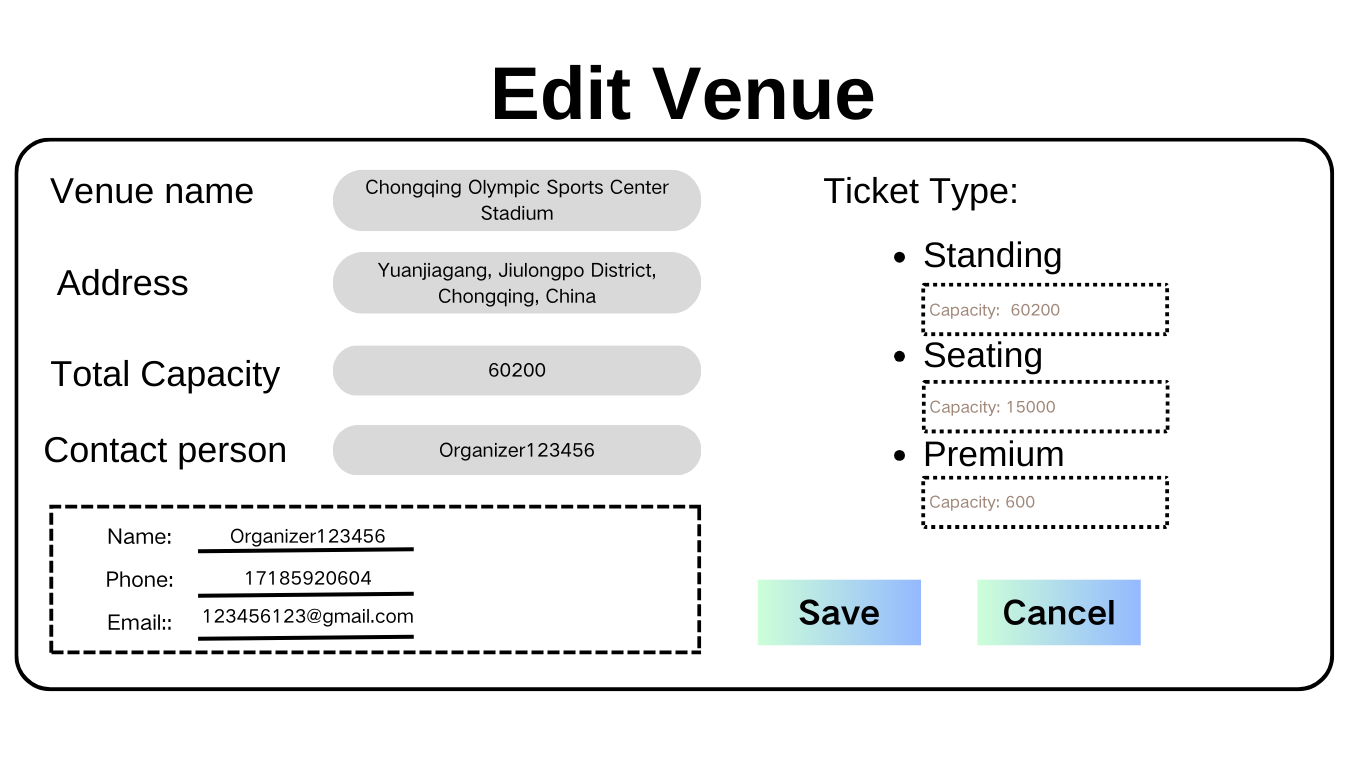 Edit Venue
Venue name
Chongqing Olympic Sports Center
Stadium
Address
Yuanjiagang, Jiulongpo District,
Chongqing, China
Total Capacity
60200
Contact person
Organizer123456
Name:
Organizer123456
Phone:
17185920604
Email::
123456123@gmail.com
Ticket Type:
• Standing
Capacity:  60200
• Seating
Capacity: 15000
• Premium
Capacity: 600
Save
Cancel